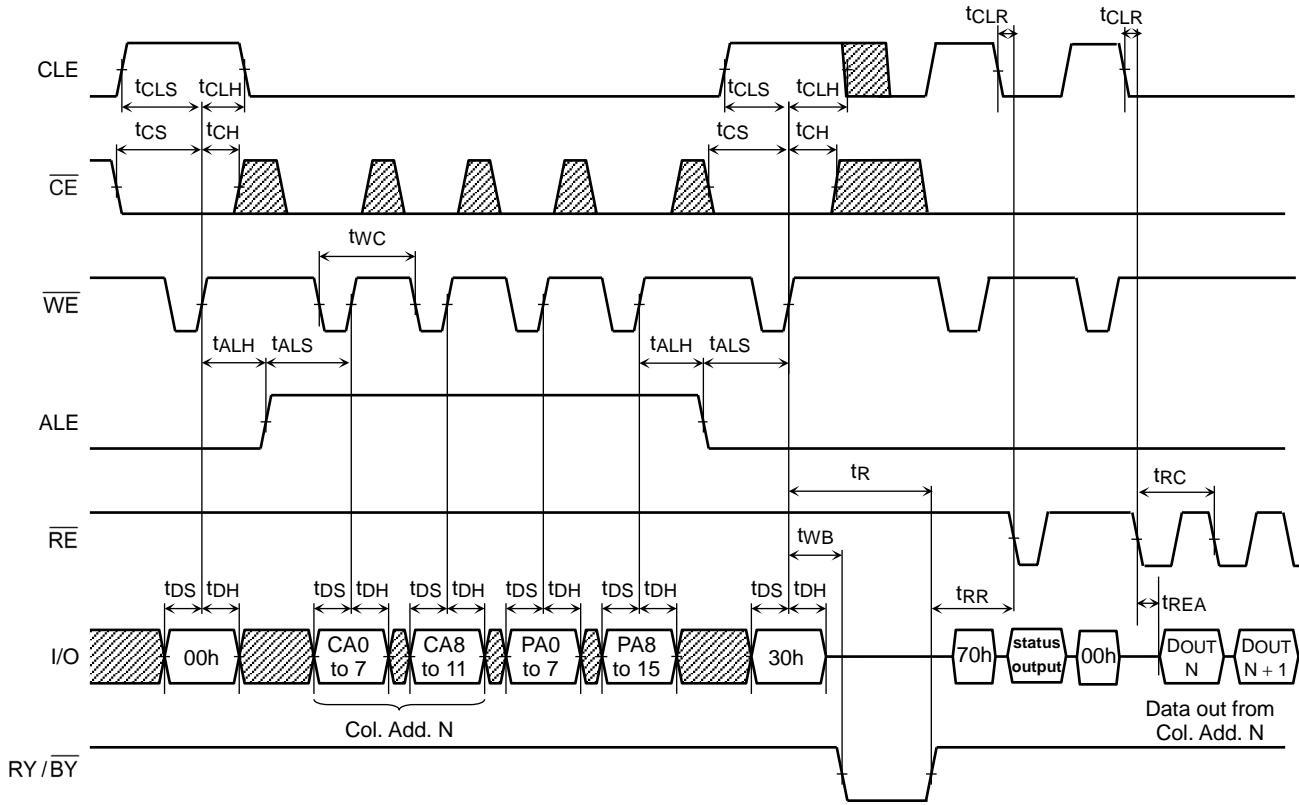 tCLR tCLR
CLE
tCLS tCLH tCLS tCLH
tCS tCH tCS tCH
CE
tWC
WE
tALH tALS tALH tALS
ALE
tR
tRC
RE
tWB
tDS tDH tDS tDH tDS tDH tDS tDH tDS tDH tDS tDH
tRR tREA
I/O
00h
CA0
to 7
CA8
to 11
PA0
to 7
PA8
to 15
30h
70h
status
output
00h
DOUT
N
DOUT
N + 1
Col. Add. N
Data out from
Col. Add. N
RY / BY